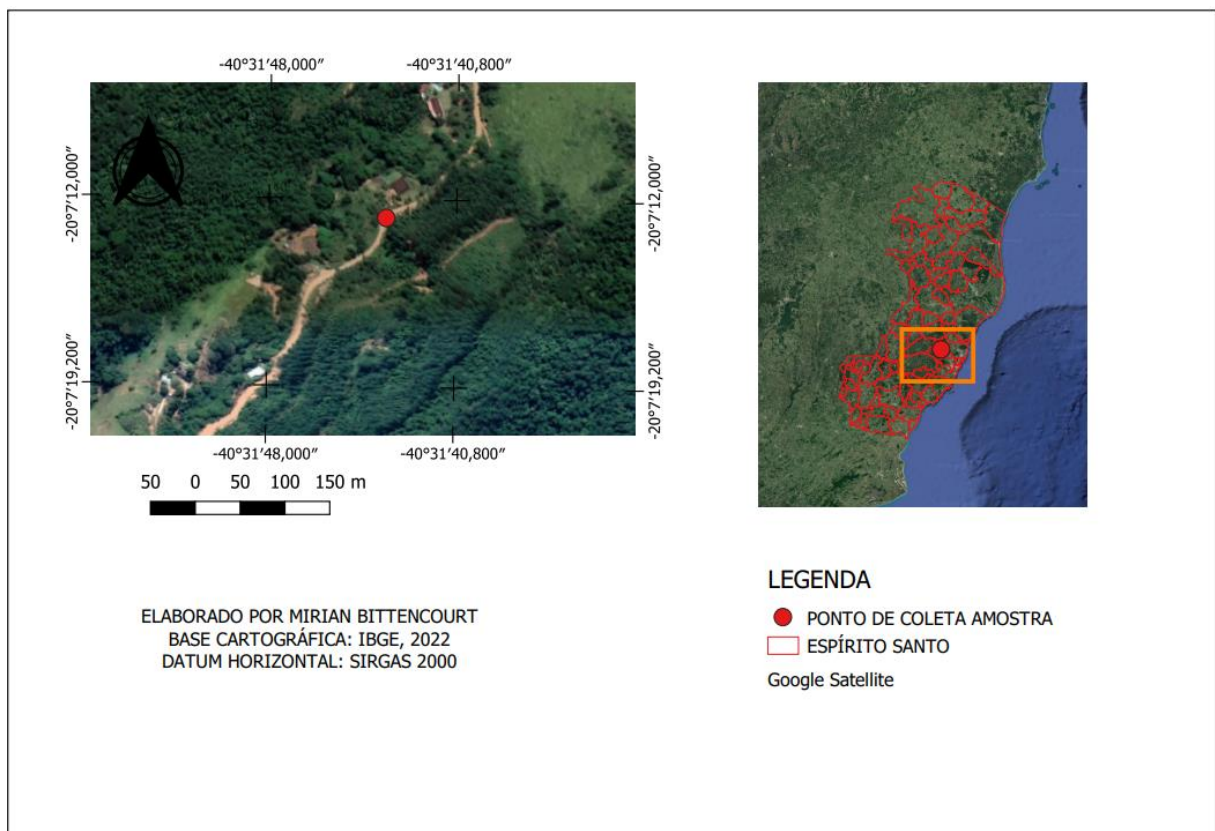 -40°31′48,000″ -40°31′40,800″
-20°7′12,000″
-20°7′12,000″
-20°7′19,200″
-20°7′19,200″
-40°31′48,000″ -40°31′40,800″
50 0 50 100 150 m
ELABORADO POR MIRIAN BITTENCOURT
BASE CARTOGRÁFICA: IBGE, 2022
DATUM HORIZONTAL: SIRGAS 2000
LEGENDA
PONTO DE COLETA AMOSTRA
ESPÍRITO SANTO
Google Satellite